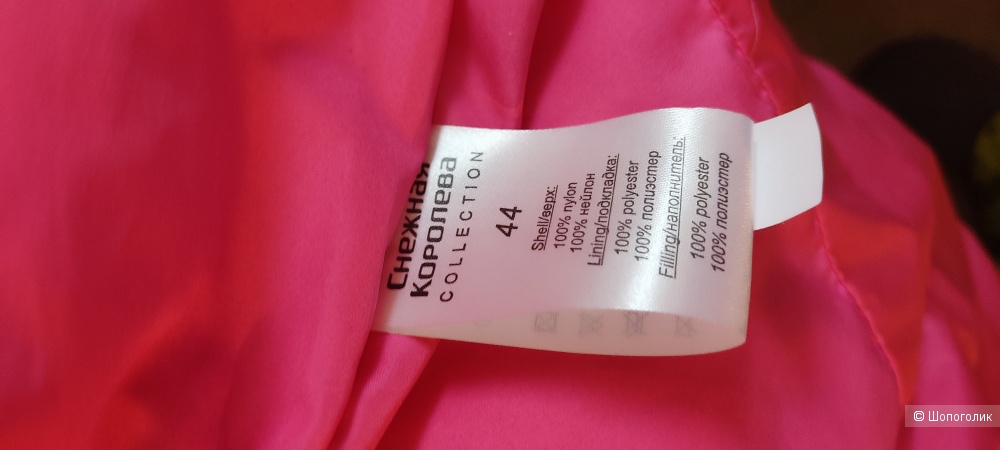 Снежная
Королева
COLLECTION
44
Shell/верх:
100% nylon
100% нейлон
Lining/подкладка:
100% polyester
100% полиэстер
Filling/наполнитель:
100% polyester
100% полиэстер
© Шопоголик